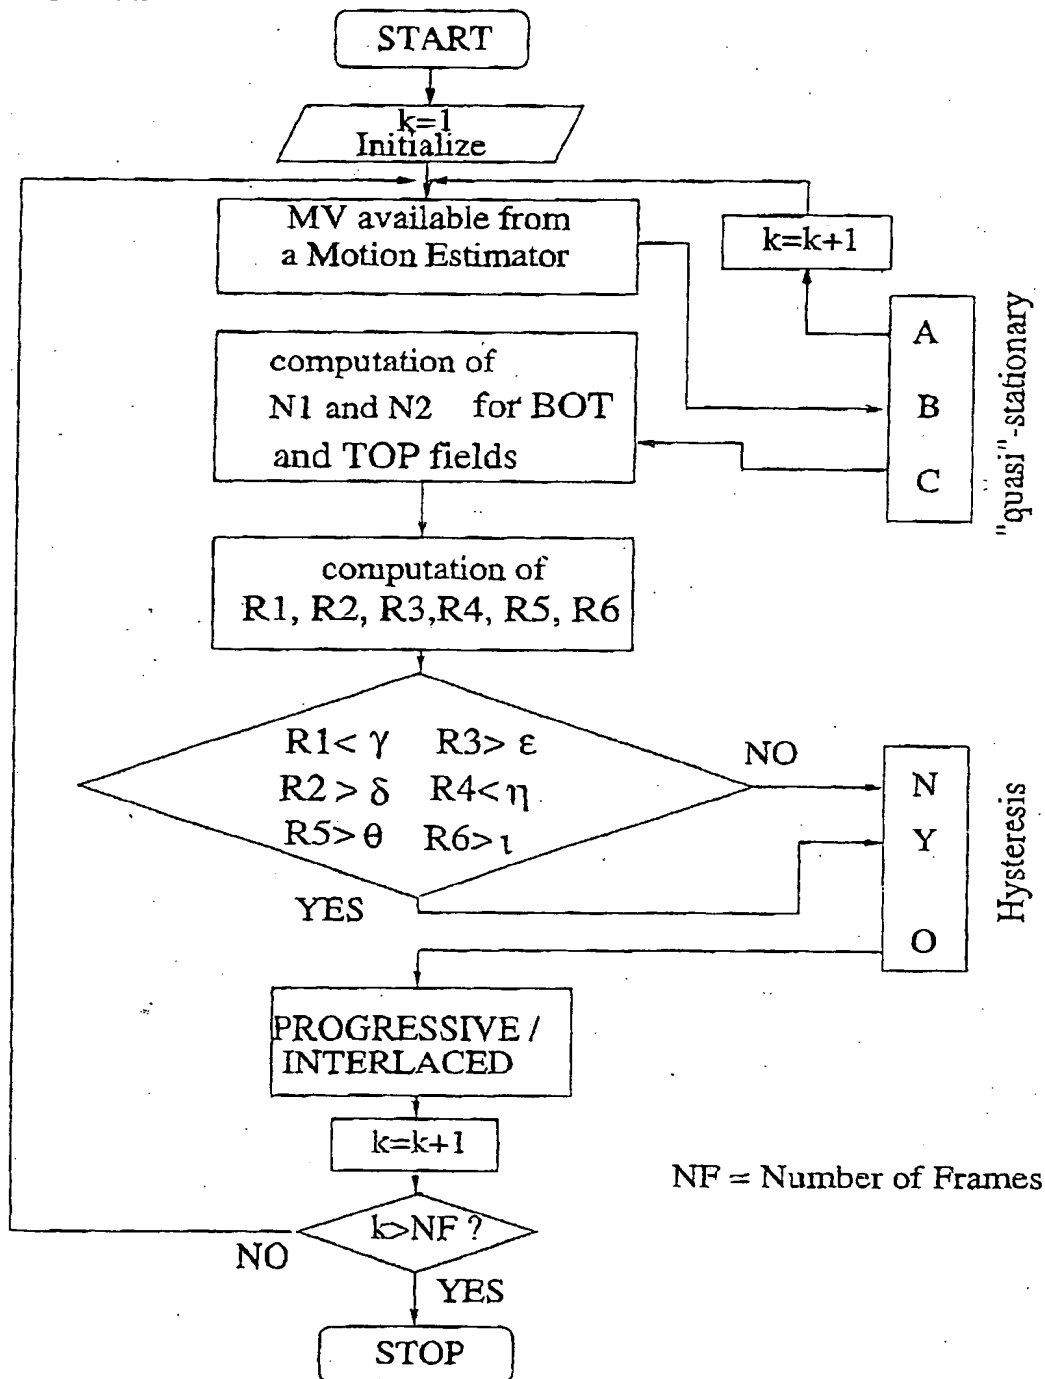 START
k=1
Initialize
MV available from
a Motion Estimator
k=k+1
A
B
C
"quasi"-stationary
computation of
N1 and N2 for BOT
and TOP fields
computation of
R1, R2, R3,R4, R5, R6
R1< γ R3> ε
R2 > δ R4< η
R5> θ R6> ι
NO
YES
N
Y
O
Hysteresis
PROGRESSIVE /
INTERLACED
k=k+1
NF = Number of Frames
k>NF ?
NO
YES
STOP